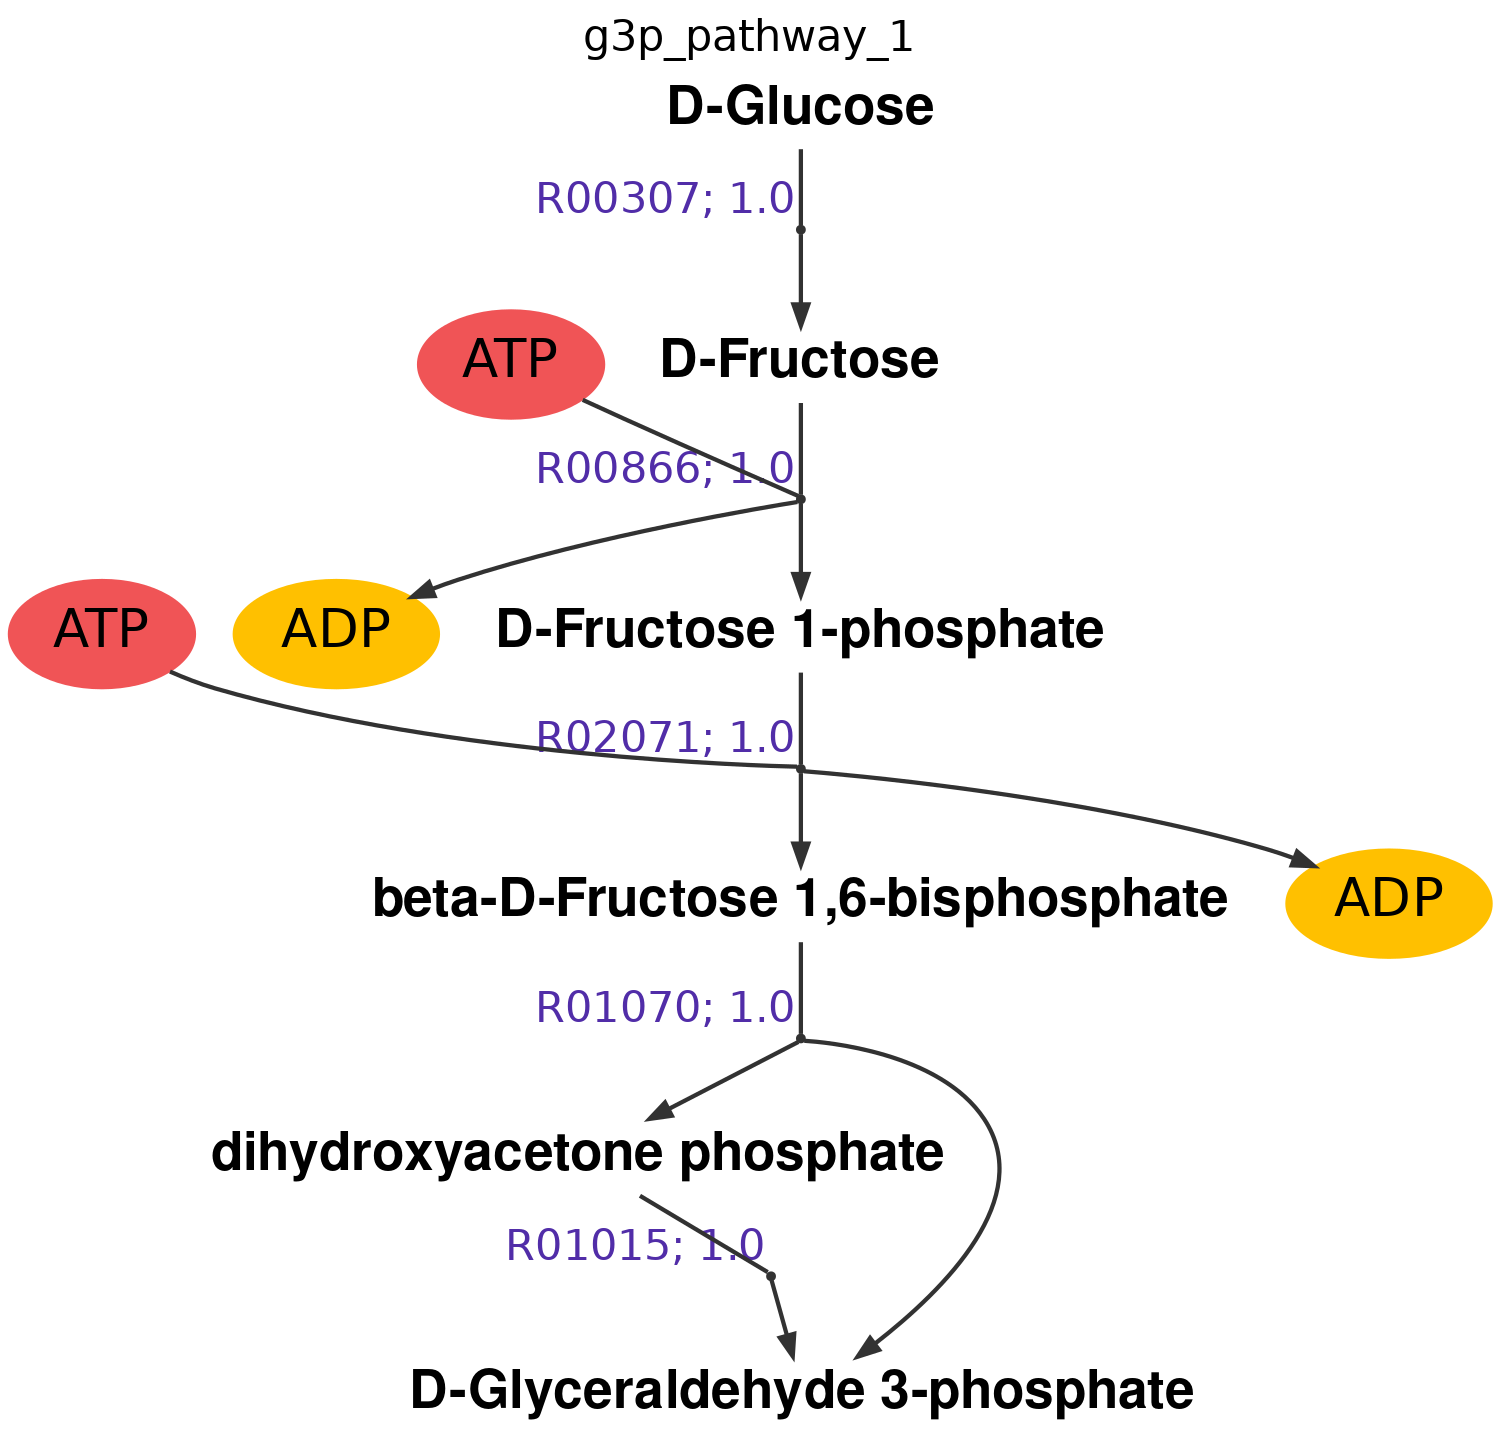 g3p_pathway_1
D-Glucose
R00307; 1.0
ATP
D-Fructose
R00866; 1.0
ATP
ADP
D-Fructose 1-phosphate
R02071; 1.0
beta-D-Fructose 1,6-bisphosphate
ADP
R01070; 1.0
dihydroxyacetone phosphate
R01015; 1.0
D-Glyceraldehyde 3-phosphate